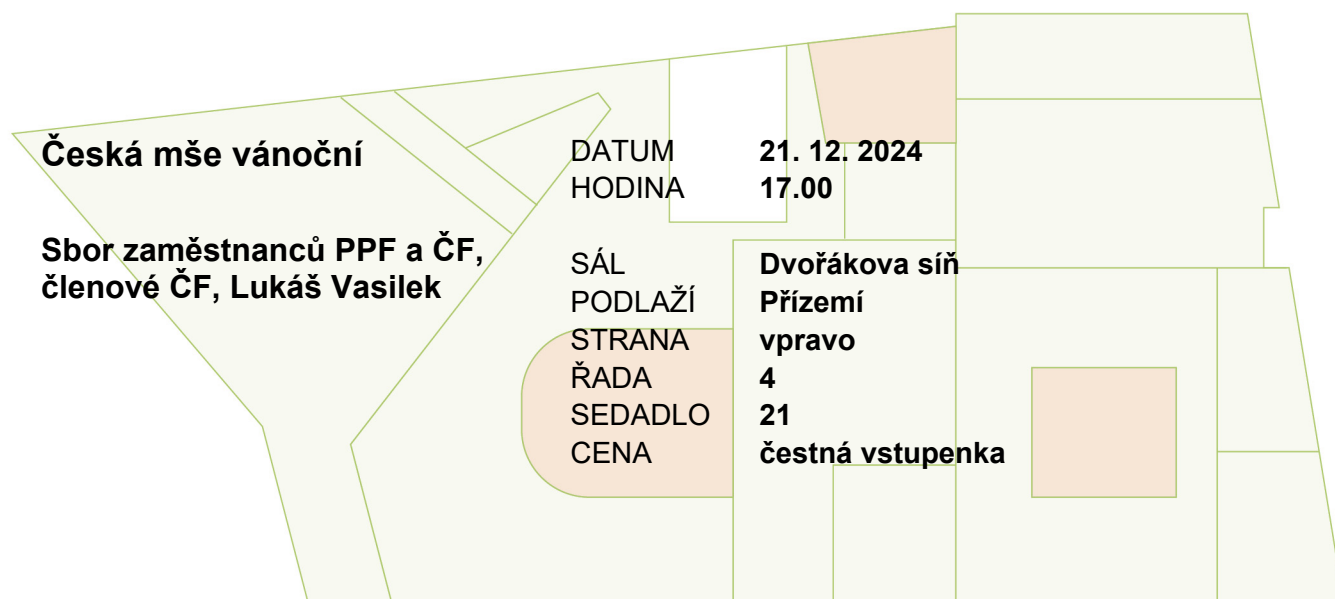 Česká mše vánoční
Sbor zaměstnanců PPF a ČF,
členové ČF, Lukáš Vasilek
DATUM 21. 12. 2024
HODINA 17.00
SÁL Dvořákova síň
PODLAŽÍ Přízemí
STRANA vpravo
ŘADA 4
SEDADLO 21
CENA čestná vstupenka